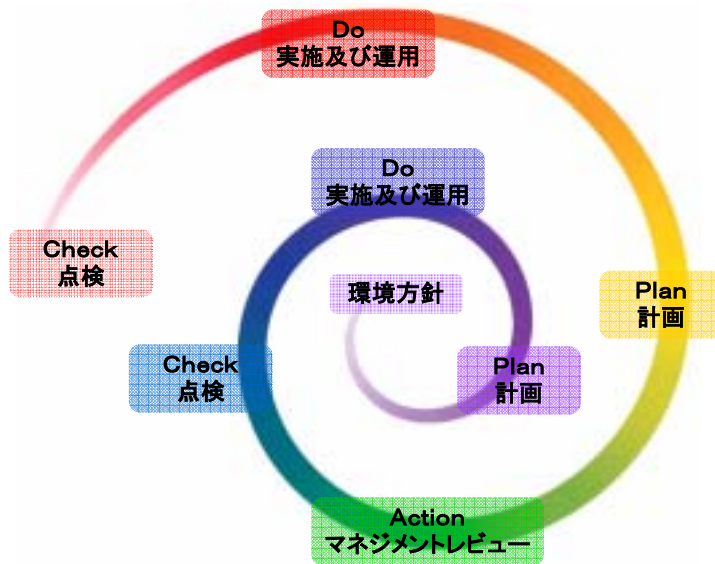 Do
実施及び運用
Do
実施及び運用
Check
点検
環境方針
Plan
計画
Check
点検
Plan
計画
Action
マネジメントレビュー